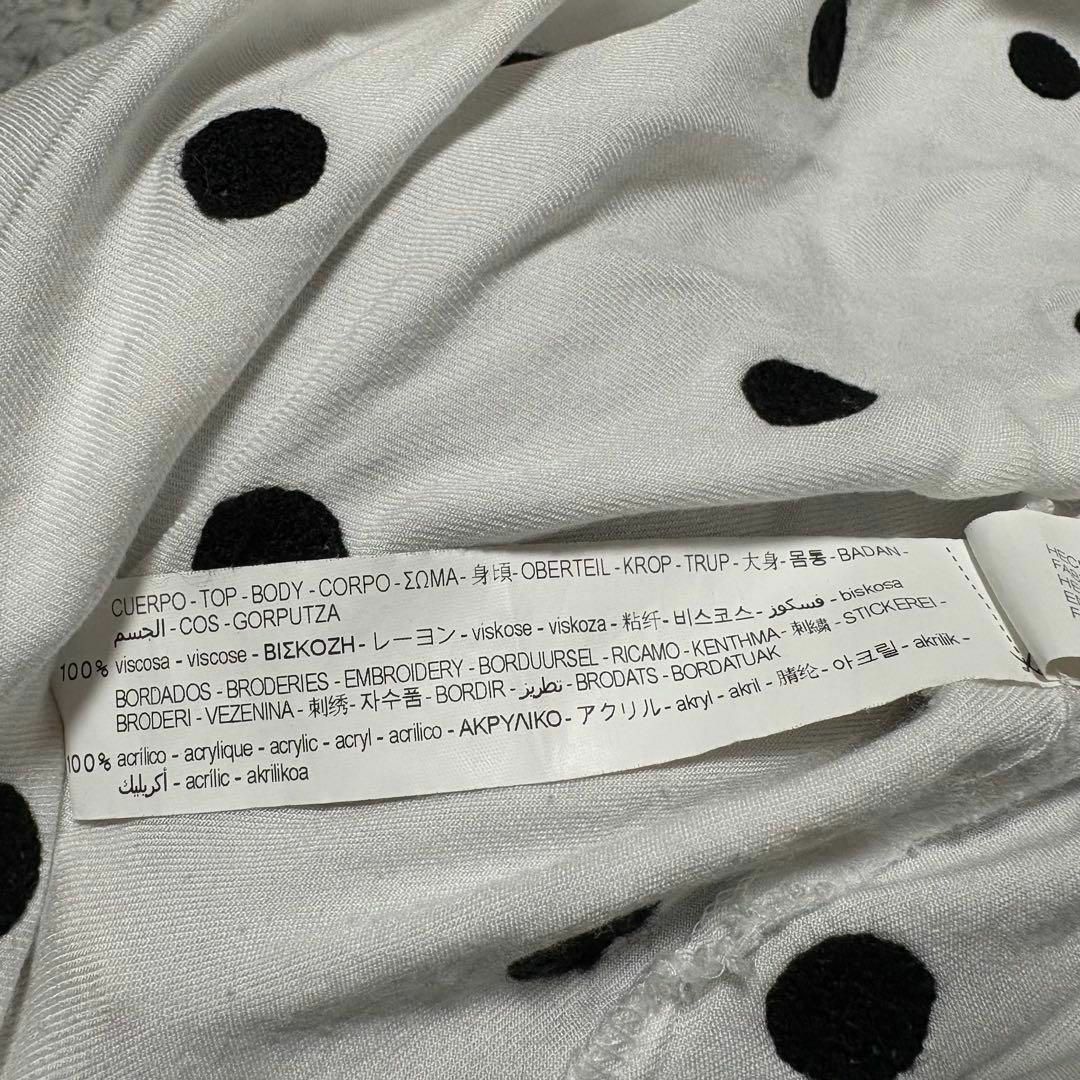 CUERPO - TOP - BODY - CORPO - ΣΩΜΑ - 身頃 - OBERTEIL - KROP - TRUP - 大身 - 몸통 - BADAN -
الجسم - COS - GORPUTZA
100% viscosa - viscose - ΒΙΣΚΟΖΗ - レーヨン - viskose - viskoza - 粘纤 - 비스코스 - فسكوز - biskosa
BORDADOS - BRODERIES - EMBROIDERY - BORDUURSEL - RICAMO - ΚΕΝΤΗΜΑ - 刺繍 - STICKEREI -
BRODERI - VEZENINA - 刺绣 - 자수품 - BORDIR - تطريز - BRODATS - BORDATUAK
100% acrílico - acrylique - acrylic - acryl - acrilico - ΑΚΡΥΛΙΚΟ - アクリル - akryl - akril - 腈纶 - 아크릴 - akrilik -
أكريليك - acrílic - akrilikoa